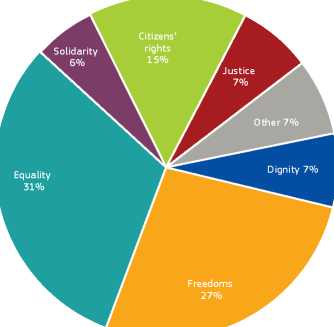 Citizens'
rights
15%
Solidarity
6%
Justice
7%
Other 7%
Dignity 7%
Equality
31%
Freedoms
27%